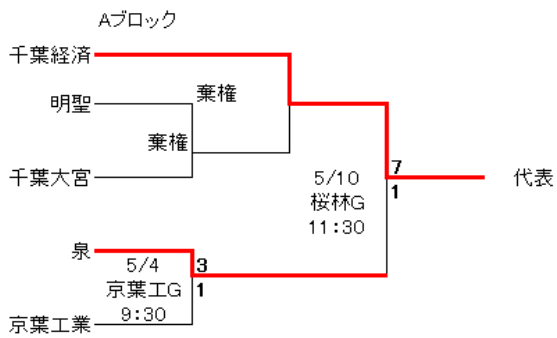 Aブロック
千葉経済
明聖
棄権
棄権
千葉大宮
5/10
桜林G
11:30
7
1
代表
泉
5/4
京葉工G
9:30
3
1
京葉工業